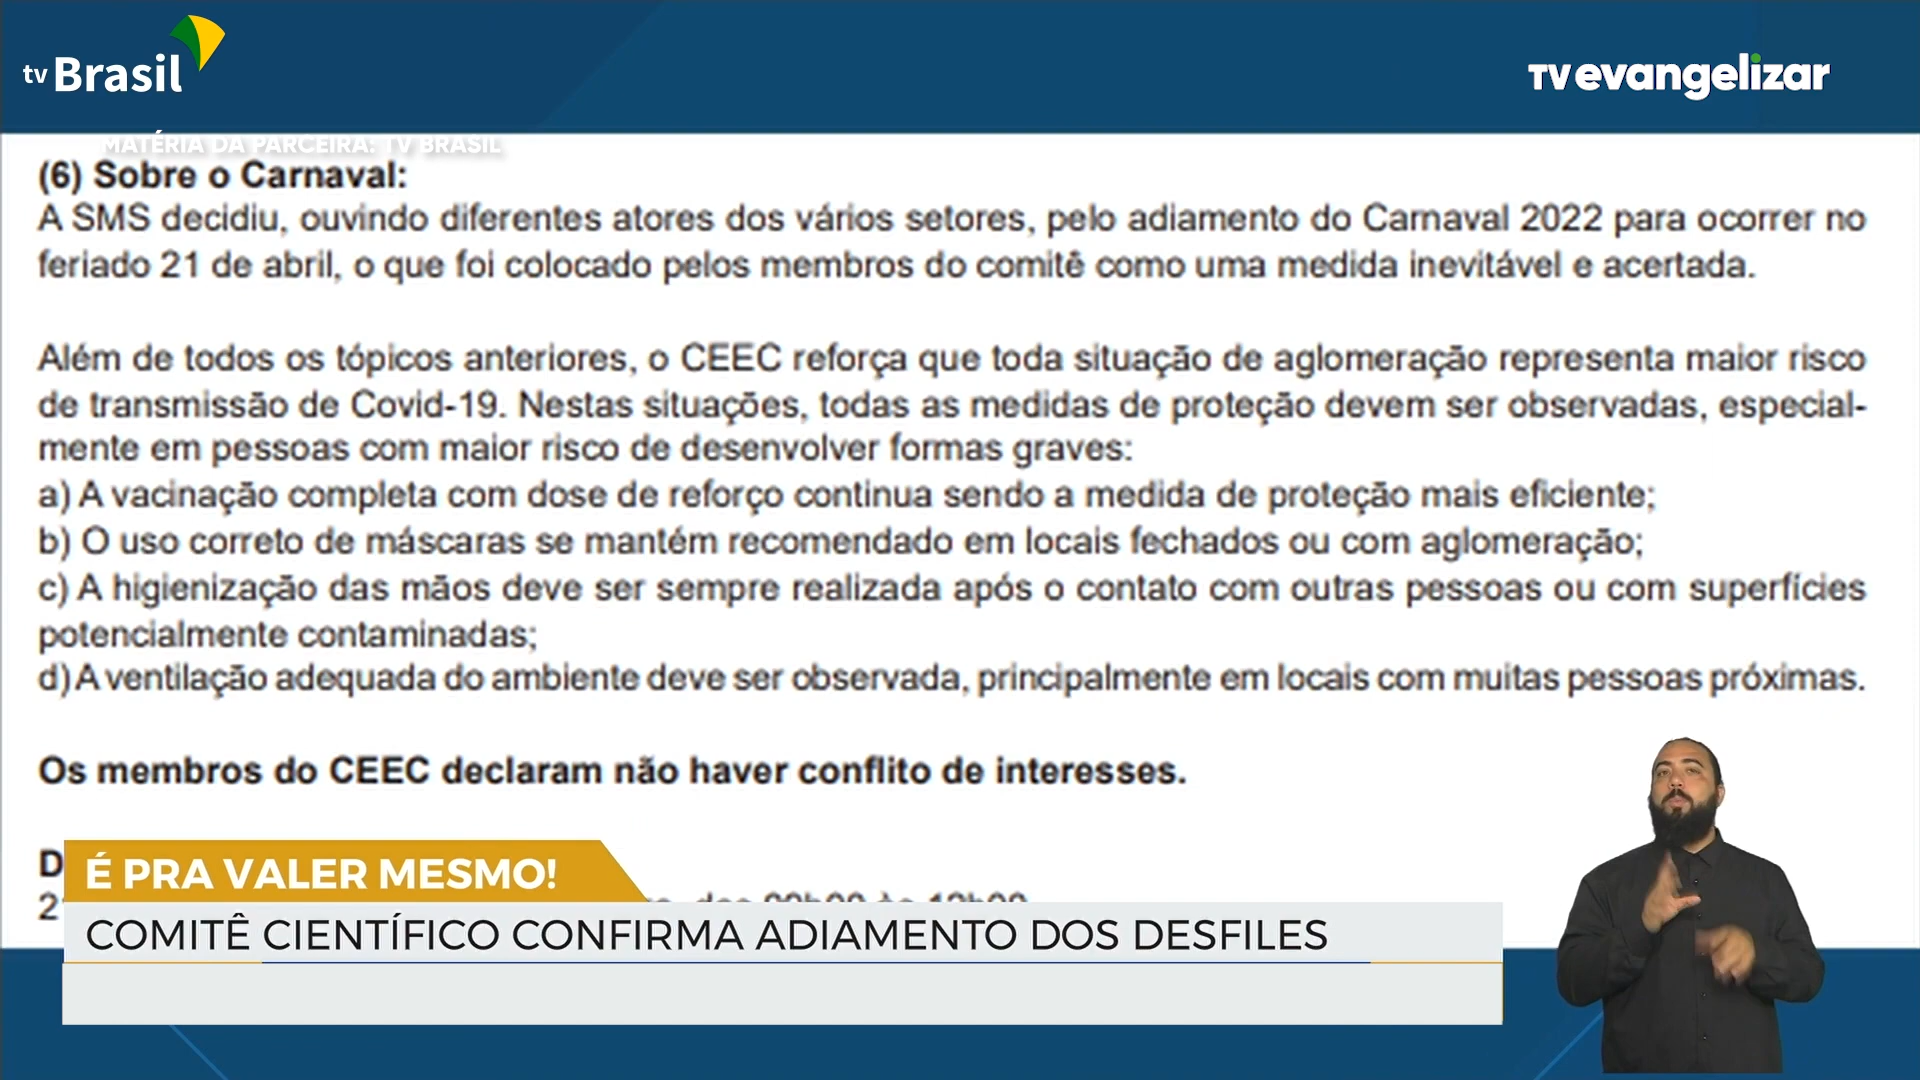 tv Brasil
TV evangelizar
MATÉRIA DA PARCEIRA: TV BRASIL
(6) Sobre o Carnaval:
A SMS decidiu, ouvindo diferentes atores dos vários setores, pelo adiamento do Carnaval 2022 para ocorrer no
feriado 21 de abril, o que foi colocado pelos membros do comitê como uma medida inevitável e acertada.
Além de todos os tópicos anteriores, o CEEC reforça que toda situação de aglomeração representa maior risco
de transmissão de Covid-19. Nestas situações, todas as medidas de proteção devem ser observadas, especial-
mente em pessoas com maior risco de desenvolver formas graves:
a) A vacinação completa com dose de reforço continua sendo a medida de proteção mais eficiente;
b) O uso correto de máscaras se mantém recomendado em locais fechados ou com aglomeração;
c) A higienização das mãos deve ser sempre realizada após o contato com outras pessoas ou com superfícies
potencialmente contaminadas;
d) A ventilação adequada do ambiente deve ser observada, principalmente em locais com muitas pessoas próximas.
Os membros do CEEC declaram não haver conflito de interesses.
É PRA VALER MESMO!
COMITÊ CIENTÍFICO CONFIRMA ADIAMENTO DOS DESFILES